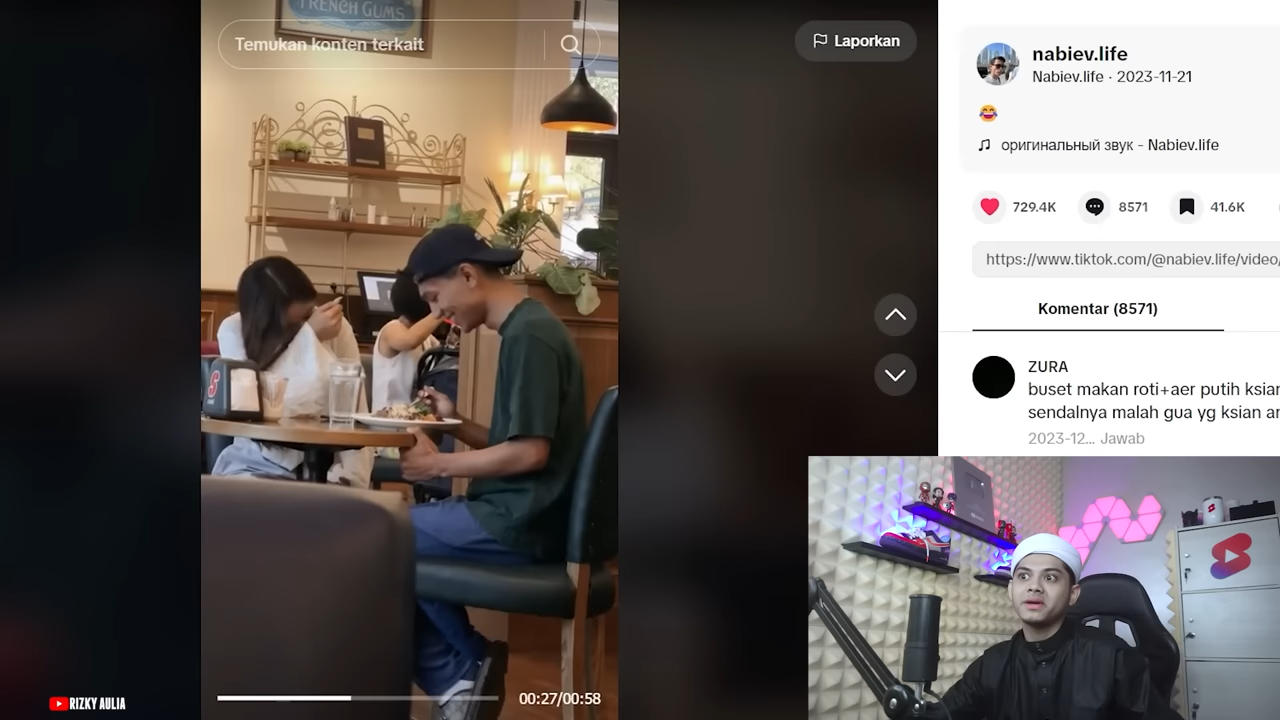 FRENCH GUMS
Temukan konten terkait
Laporkan
nabiev.life
Nabiev.life · 2023-11-21
оригинальный звук - Nabiev.life
729.4K
8571
41.6K
https://www.tiktok.com/@nabiev.life/video/
Komentar (8571)
ZURA
buset makan roti+aer putih ksian
sendalnya malah gua yg ksian
2023-12... Jawab
00:27/00:58
RIZKY AULIA